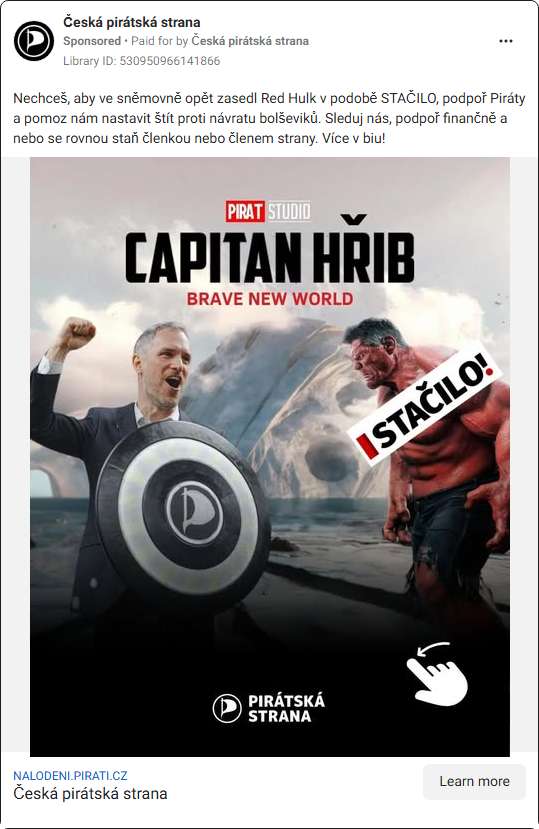 Česká pirátská strana
Sponsored • Paid for by Česká pirátská strana
Library ID: 530950966141866
Nechceš, aby ve sněmovně opět zasedl Red Hulk v podobě STAČILO, podpoř Piráty
a pomoz nám nastavit štít proti návratu bolševiků. Sleduj nás, podpoř finančně a
nebo se rovnou staň členkou nebo členem strany. Více v biu!
PIRAT STUDIO
CAPITAN HŘIB
BRAVE NEW WORLD
STAČILO!
PIRÁTSKÁ
STRANA
NALODENI.PIRATI.CZ
Česká pirátská strana
Learn more